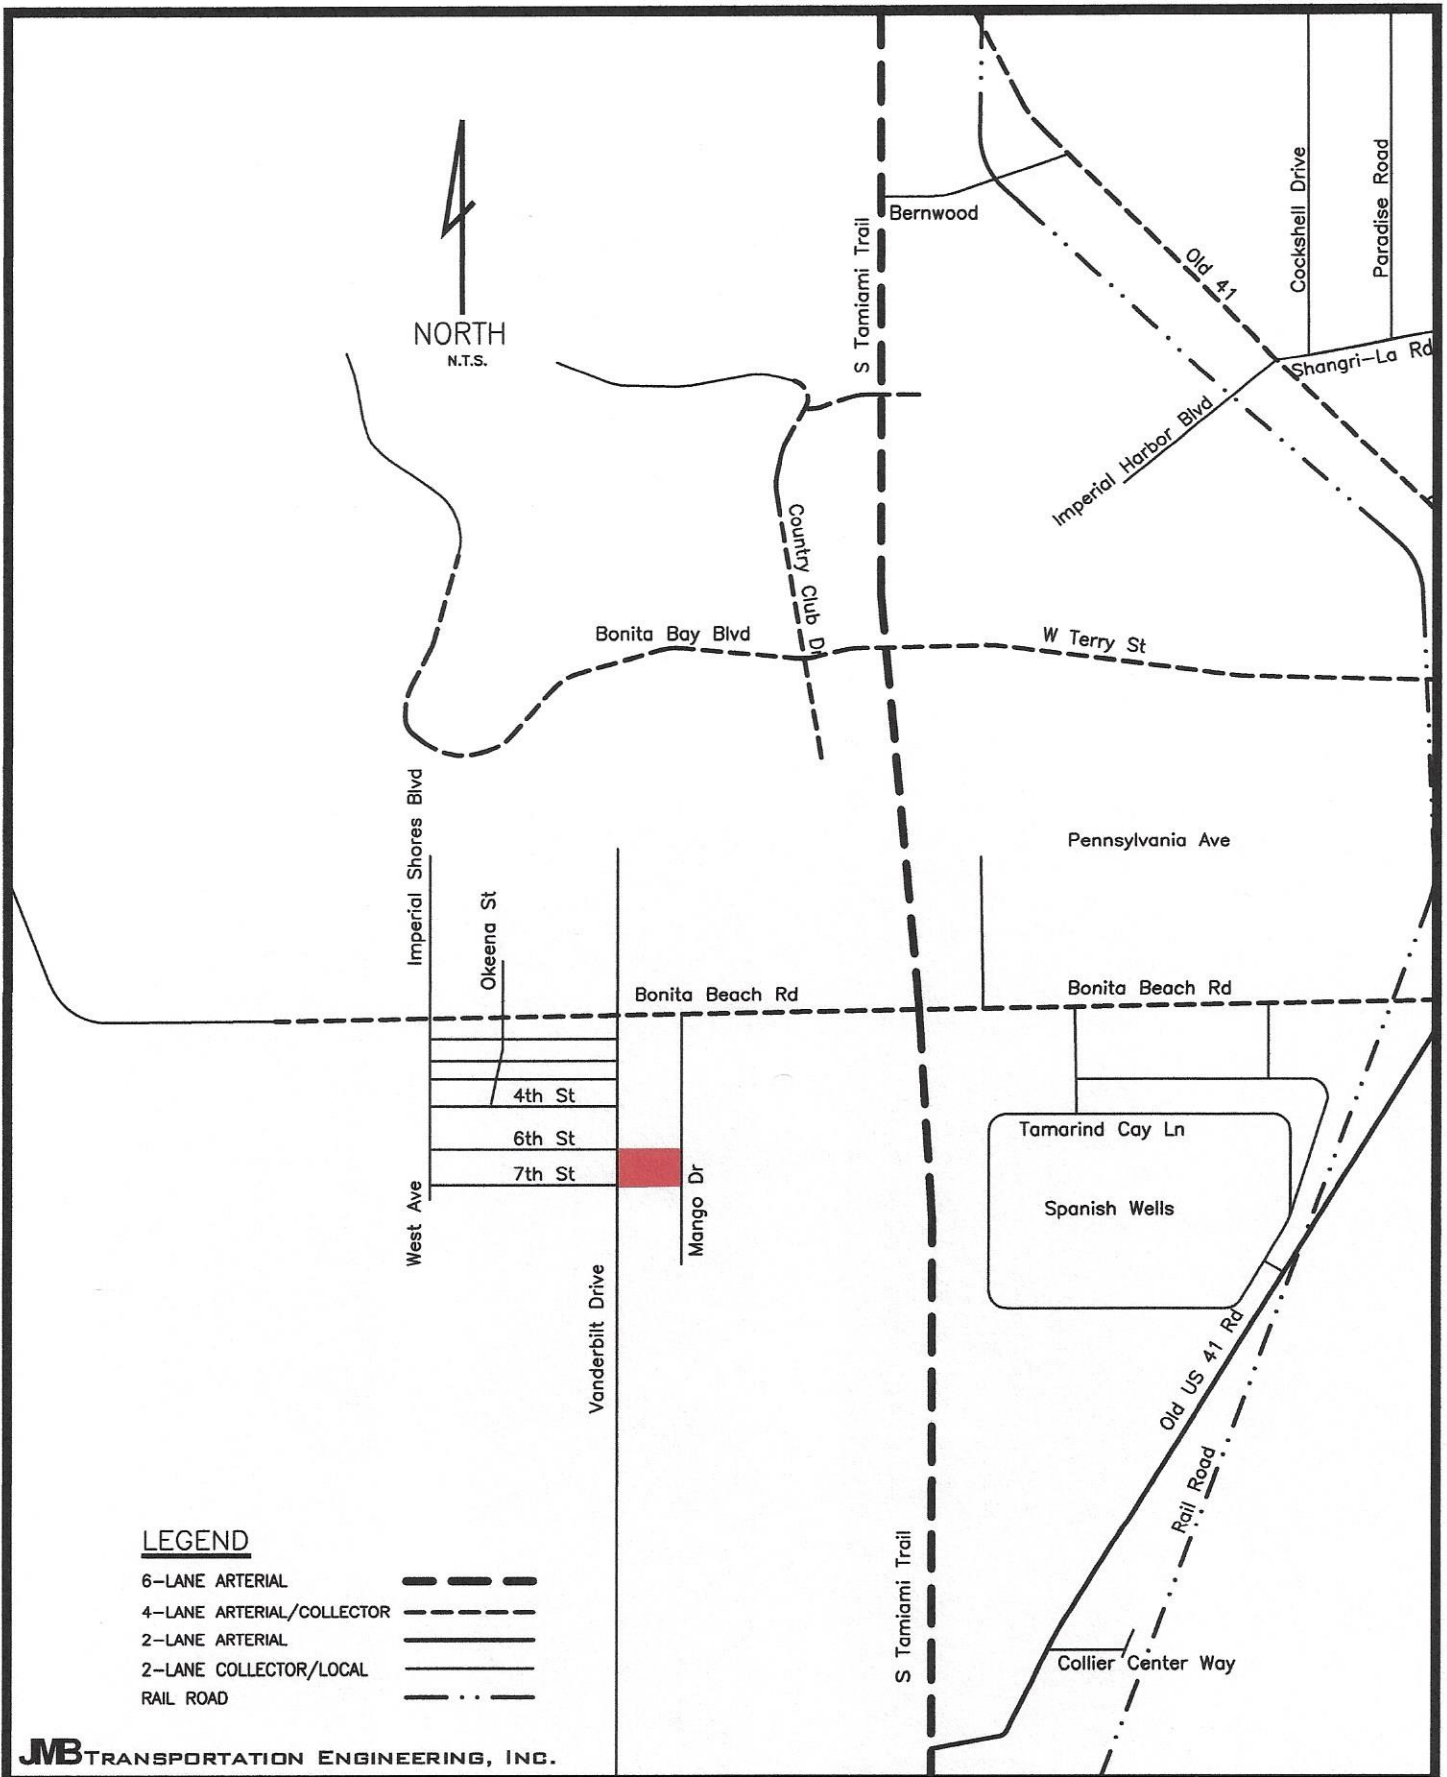 Cockshell Drive
Paradise Road
Bernwood
S Tamiami Trail
Old 41
NORTH
N.T.S.
Shangri-La Rd
Imperial Harbor Blvd
Country Club Dr
Bonita Bay Blvd
W Terry St
Imperial Shores Blvd
Pennsylvania Ave
Okeena St
Bonita Beach Rd
Bonita Beach Rd
4th St
6th St
7th St
Tamarind Cay Ln
West Ave
Mango Dr
Spanish Wells
Vanderbilt Drive
Old US 41 Rd
Rail Road
S Tamiami Trail
Collier Center Way
LEGEND
6-LANE ARTERIAL
4-LANE ARTERIAL/COLLECTOR
2-LANE ARTERIAL
2-LANE COLLECTOR/LOCAL
RAIL ROAD
JMB TRANSPORTATION ENGINEERING, INC.